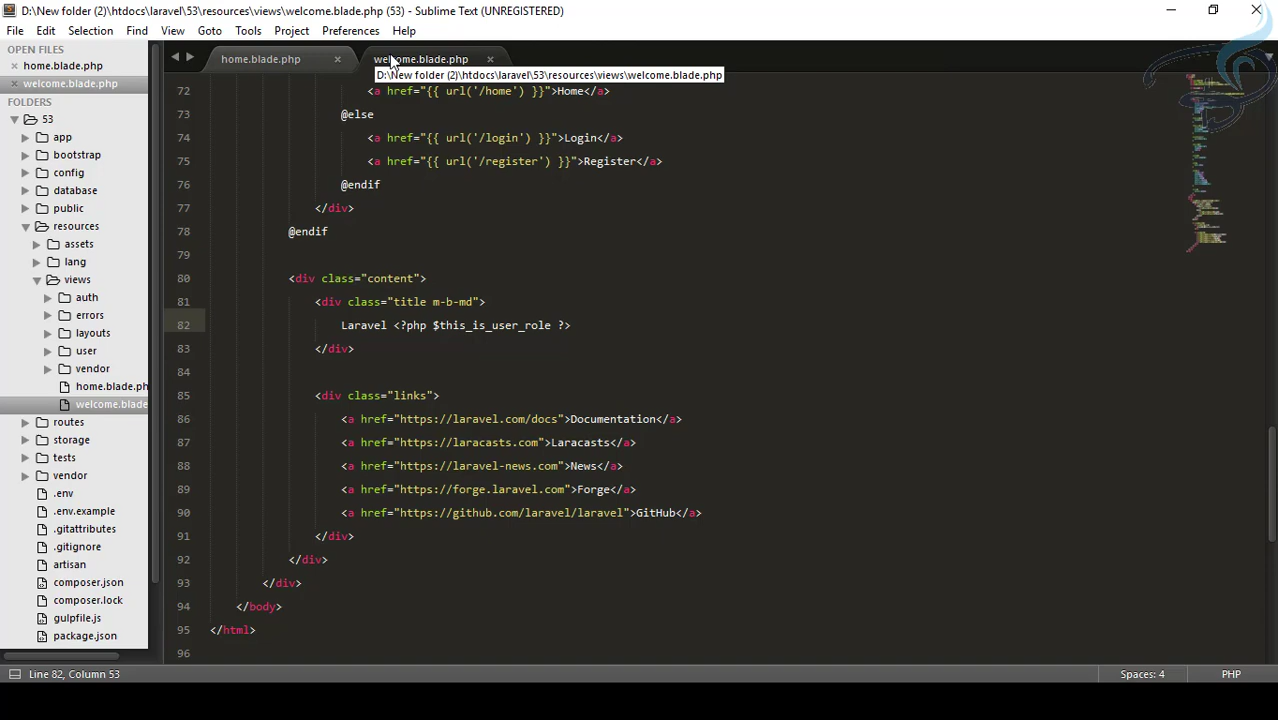 D:\New folder (2)\htdocs\laravel\53\resources\views\welcome.blade.php (53) - Sublime Text (UNREGISTERED)
File Edit Selection Find View Goto Tools Project Preferences Help
OPEN FILES
home.blade.php
welcome.blade.php
FOLDERS
53
app
bootstrap
config
database
public
resources
assets
lang
views
auth
errors
layouts
user
vendor
home.blade.ph
welcome.blade
routes
storage
tests
vendor
.env
.env.example
.gitattributes
.gitignore
artisan
composer.json
composer.lock
gulpfile.js
package.json
home.blade.php × welcome.blade.php ×
D:\New folder (2)\htdocs\laravel\53\resources\views\welcome.blade.php
72 <a href="{{ url('/home') }}">Home</a>
73 @else
74 <a href="{{ url('/login') }}">Login</a>
75 <a href="{{ url('/register') }}">Register</a>
76 @endif
77 </div>
78 @endif
79
80 <div class="content">
81 <div class="title m-b-md">
82 Laravel <?php $this_is_user_role ?>
83 </div>
84
85 <div class="links">
86 <a href="https://laravel.com/docs">Documentation</a>
87 <a href="https://laracasts.com">Laracasts</a>
88 <a href="https://laravel-news.com">News</a>
89 <a href="https://forge.laravel.com">Forge</a>
90 <a href="https://github.com/laravel/laravel">GitHub</a>
91 </div>
92 </div>
93 </div>
94 </body>
95 </html>
96
Line 82, Column 53 Spaces: 4 PHP